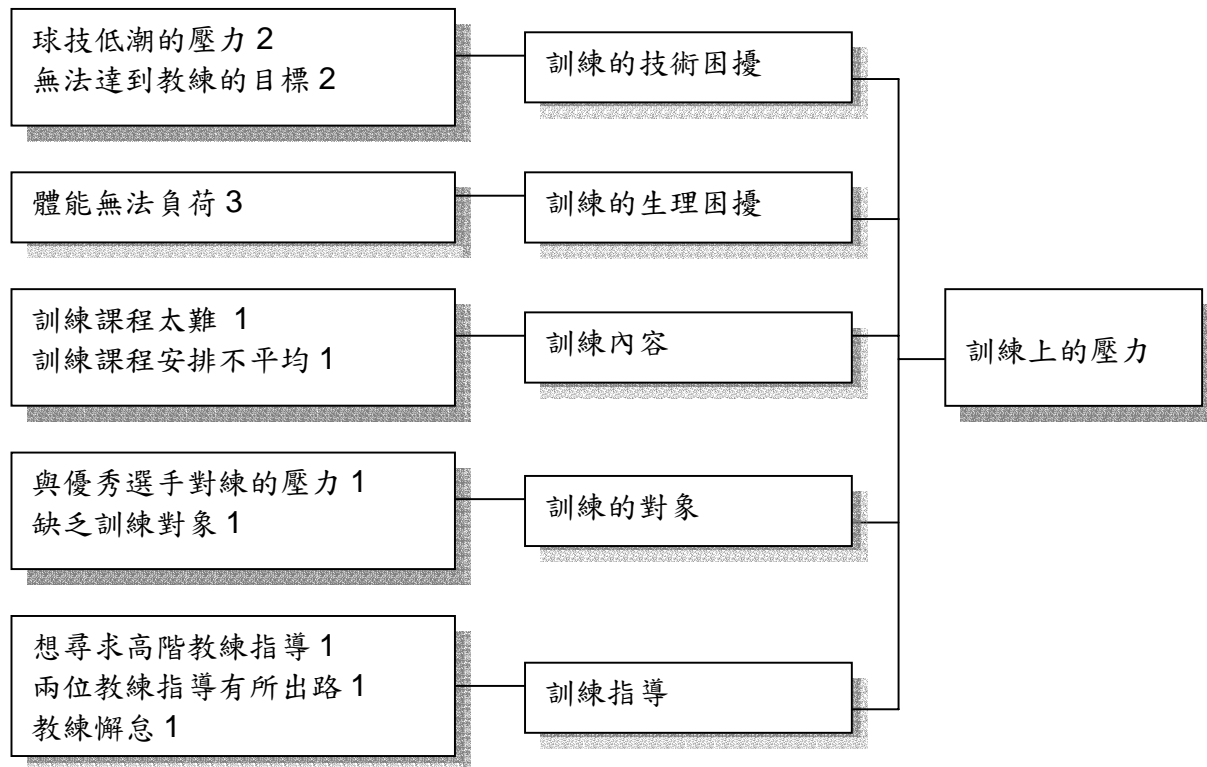 球技低潮的壓力 2
無法達到教練的目標 2
訓練的技術困擾
體能無法負荷 3
訓練的生理困擾
訓練課程太難 1
訓練課程安排不平均 1
訓練內容
訓練上的壓力
與優秀選手對練的壓力 1
缺乏訓練對象 1
訓練的對象
想尋求高階教練指導 1
兩位教練指導有所出路 1
教練懈怠 1
訓練指導